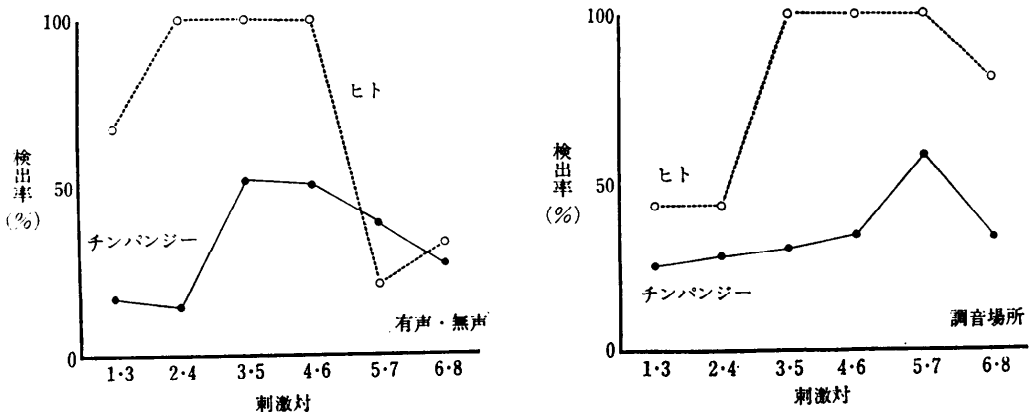 100
50
0
検出率
(%)
ヒト
チンパンジー
有声・無声
1・3 2・4 3・5 4・6 5・7 6・8
刺激対
100
50
0
検出率
(%)
ヒト
チンパンジー
調音場所
1・3 2・4 3・5 4・6 5・7 6・8
刺激対